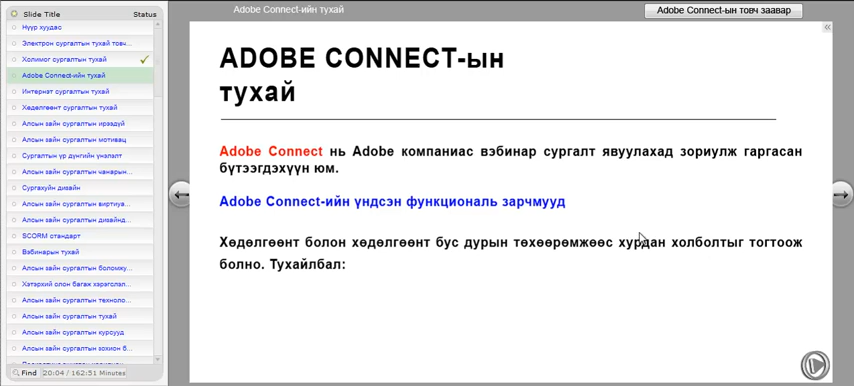 Slide Title Status
Нүүр хуудас
Электрон сургалтын тухай товч...
Холимог сургалтын тухай
Adobe Connect-ийн тухай
Интернэт сургалтын тухай
Хөдөлгөөнт сургалтын тухай
Алсын зайн сургалтын ирээдүй
Алсын зайн сургалтын мотивац
Сургалтын үр дүнгийн үнэлэлт
Алсын зайн сургалтын чанарын...
Сургахуйн дизайн
Алсын зайн сургалтын виртуа...
Алсын зайн сургалтын дизайнд...
SCORM стандарт
Вэбинарын тухай
Алсын зайн сургалтын боломжу...
Хэтэрхий олон багаж хэрэгслэл...
Алсын зайн сургалтын техноло...
Алсын зайн сургалтын тухай
Алсын зайн сургалтын курсууд
Алсын зайн сургалтын зохион б...
Find 20:04 / 162:51 Minutes
Adobe Connect-ийн тухай
Adobe Connect-ын товч заавар
ADOBE CONNECT-ын
тухай
Adobe Connect нь Adobe компаниас вэбинар сургалт явуулахад зориулж гаргасан
бүтээгдэхүүн юм.
Adobe Connect-ийн үндсэн функциональ зарчмууд
Хөдөлгөөнт болон хөдөлгөөнт бус дурын төхөөрөмжөөс хурдан холболтыг тогтоож
болно. Тухайлбал: